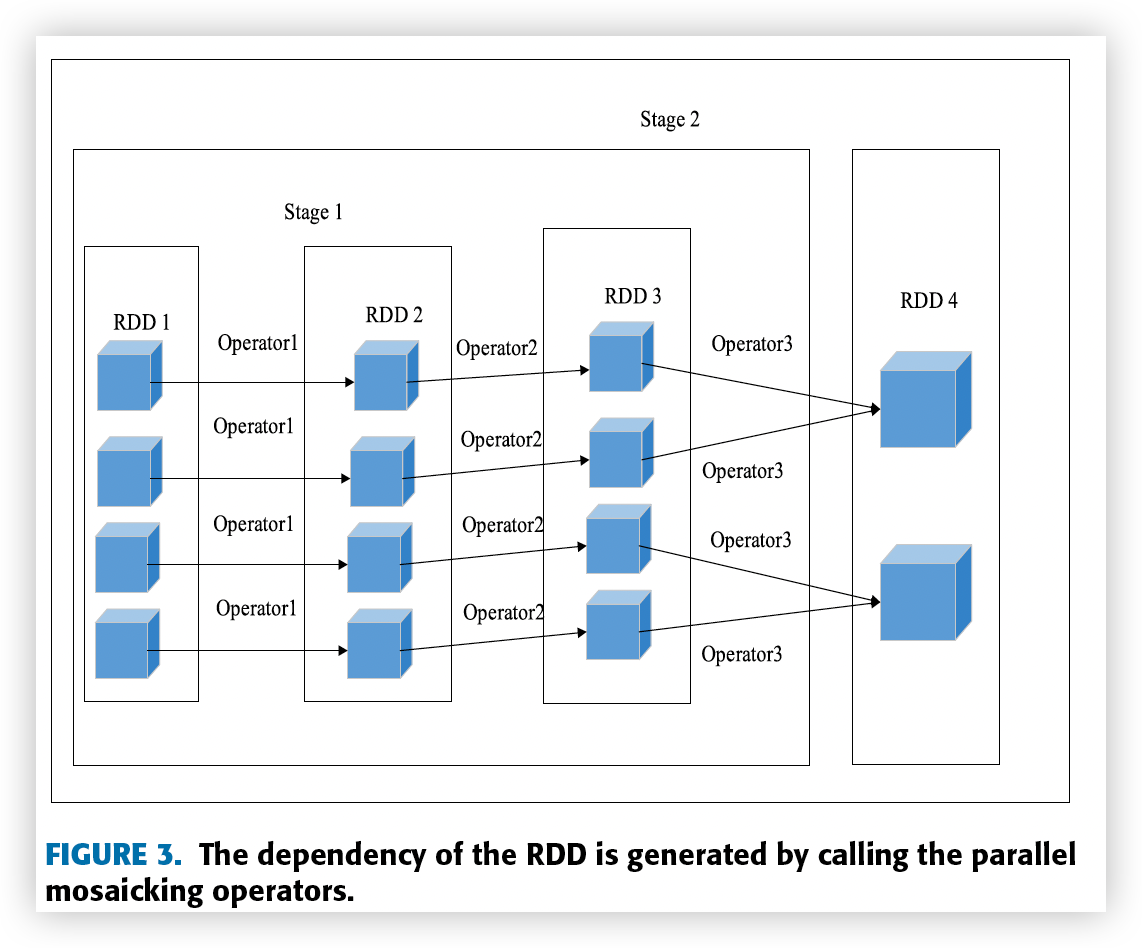 Stage 2
Stage 1
RDD 1
RDD 2
RDD 3
RDD 4
Operator1
Operator2
Operator3
Operator1
Operator2
Operator3
Operator1
Operator2
Operator3
Operator1
Operator2
Operator3
FIGURE 3. The dependency of the RDD is generated by calling the parallel
mosaicking operators.